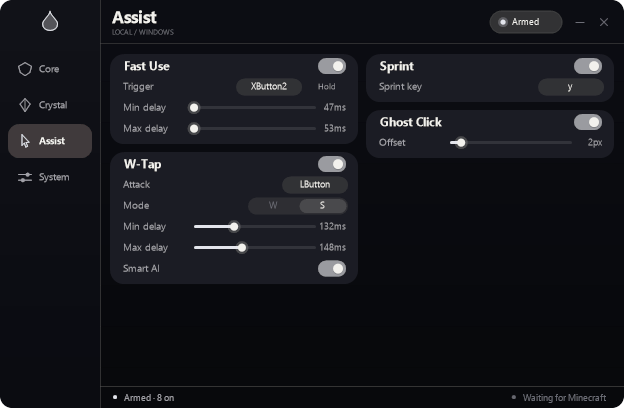 Assist
LOCAL / WINDOWS
Armed
Core
Crystal
Assist
System
Fast Use
Trigger XButton2 Hold
Min delay 47ms
Max delay 53ms
W-Tap
Attack LButton
Mode W S
Min delay 132ms
Max delay 148ms
Smart AI
Sprint
Sprint key y
Ghost Click
Offset 2px
Armed · 8 on
Waiting for Minecraft